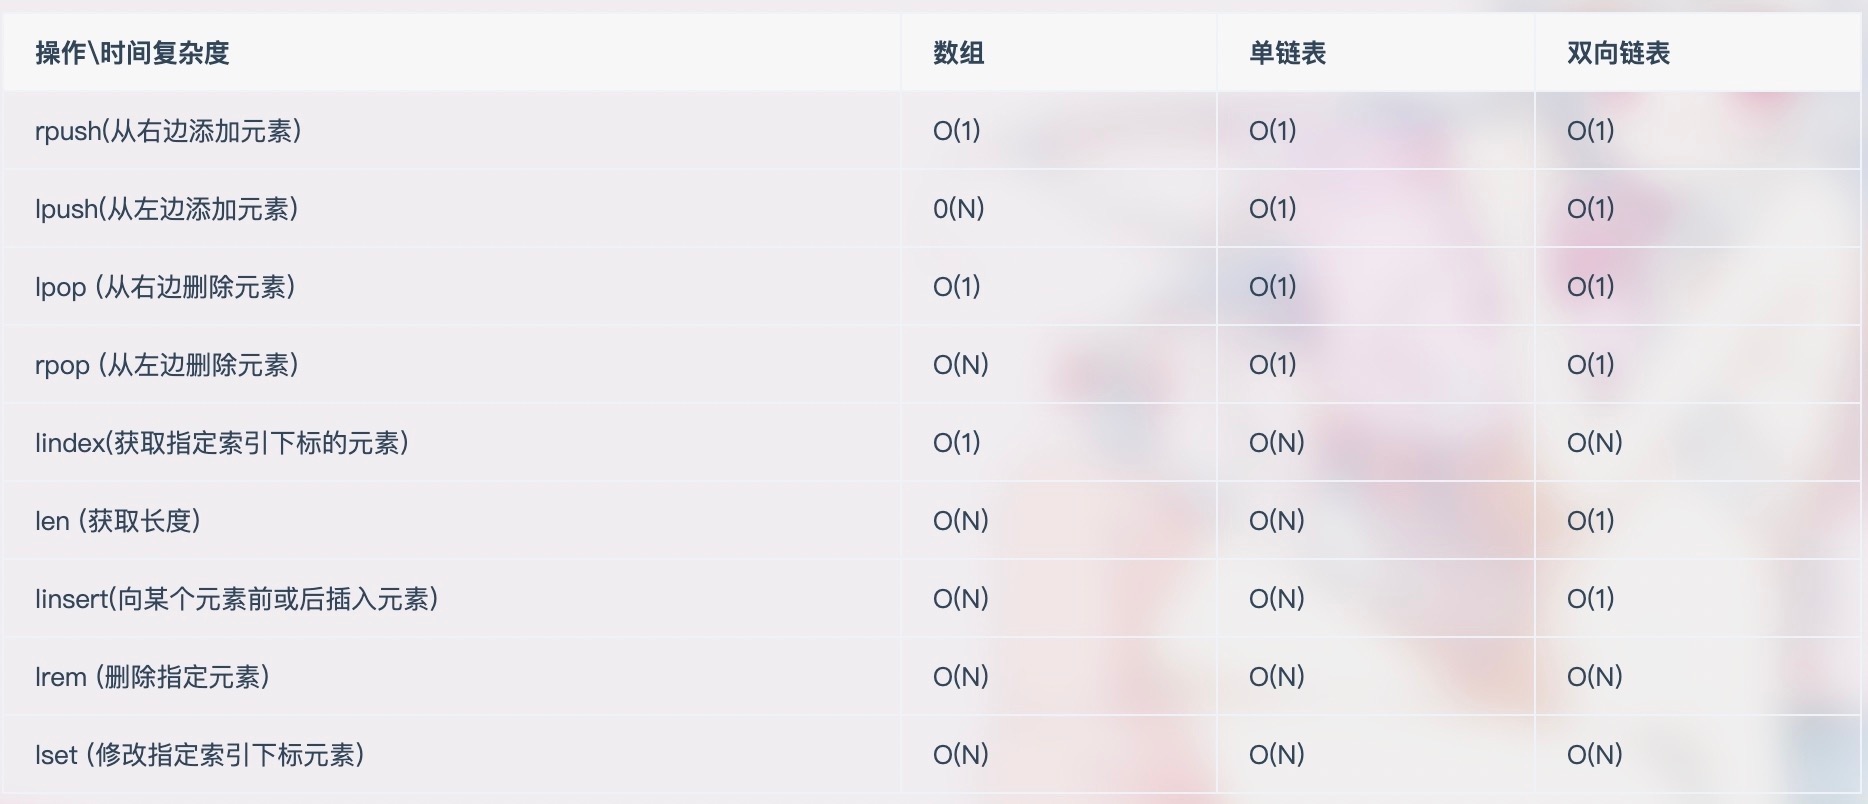 操作\时间复杂度 数组 单链表 双向链表
rpush(从右边添加元素) O(1) O(1) O(1)
lpush(从左边添加元素) 0(N) O(1) O(1)
lpop (从右边删除元素) O(1) O(1) O(1)
rpop (从左边删除元素) O(N) O(1) O(1)
lindex(获取指定索引下标的元素) O(1) O(N) O(N)
len (获取长度) O(N) O(N) O(1)
linsert(向某个元素前或后插入元素) O(N) O(N) O(1)
lrem (删除指定元素) O(N) O(N) O(N)
lset (修改指定索引下标元素) O(N) O(N) O(N)